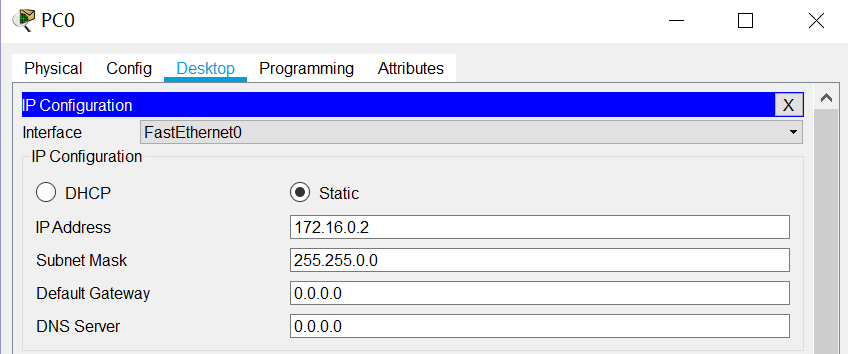 PC0
Physical Config Desktop Programming Attributes
IP Configuration X
Interface FastEthernet0
IP Configuration
DHCP Static
IP Address 172.16.0.2
Subnet Mask 255.255.0.0
Default Gateway 0.0.0.0
DNS Server 0.0.0.0